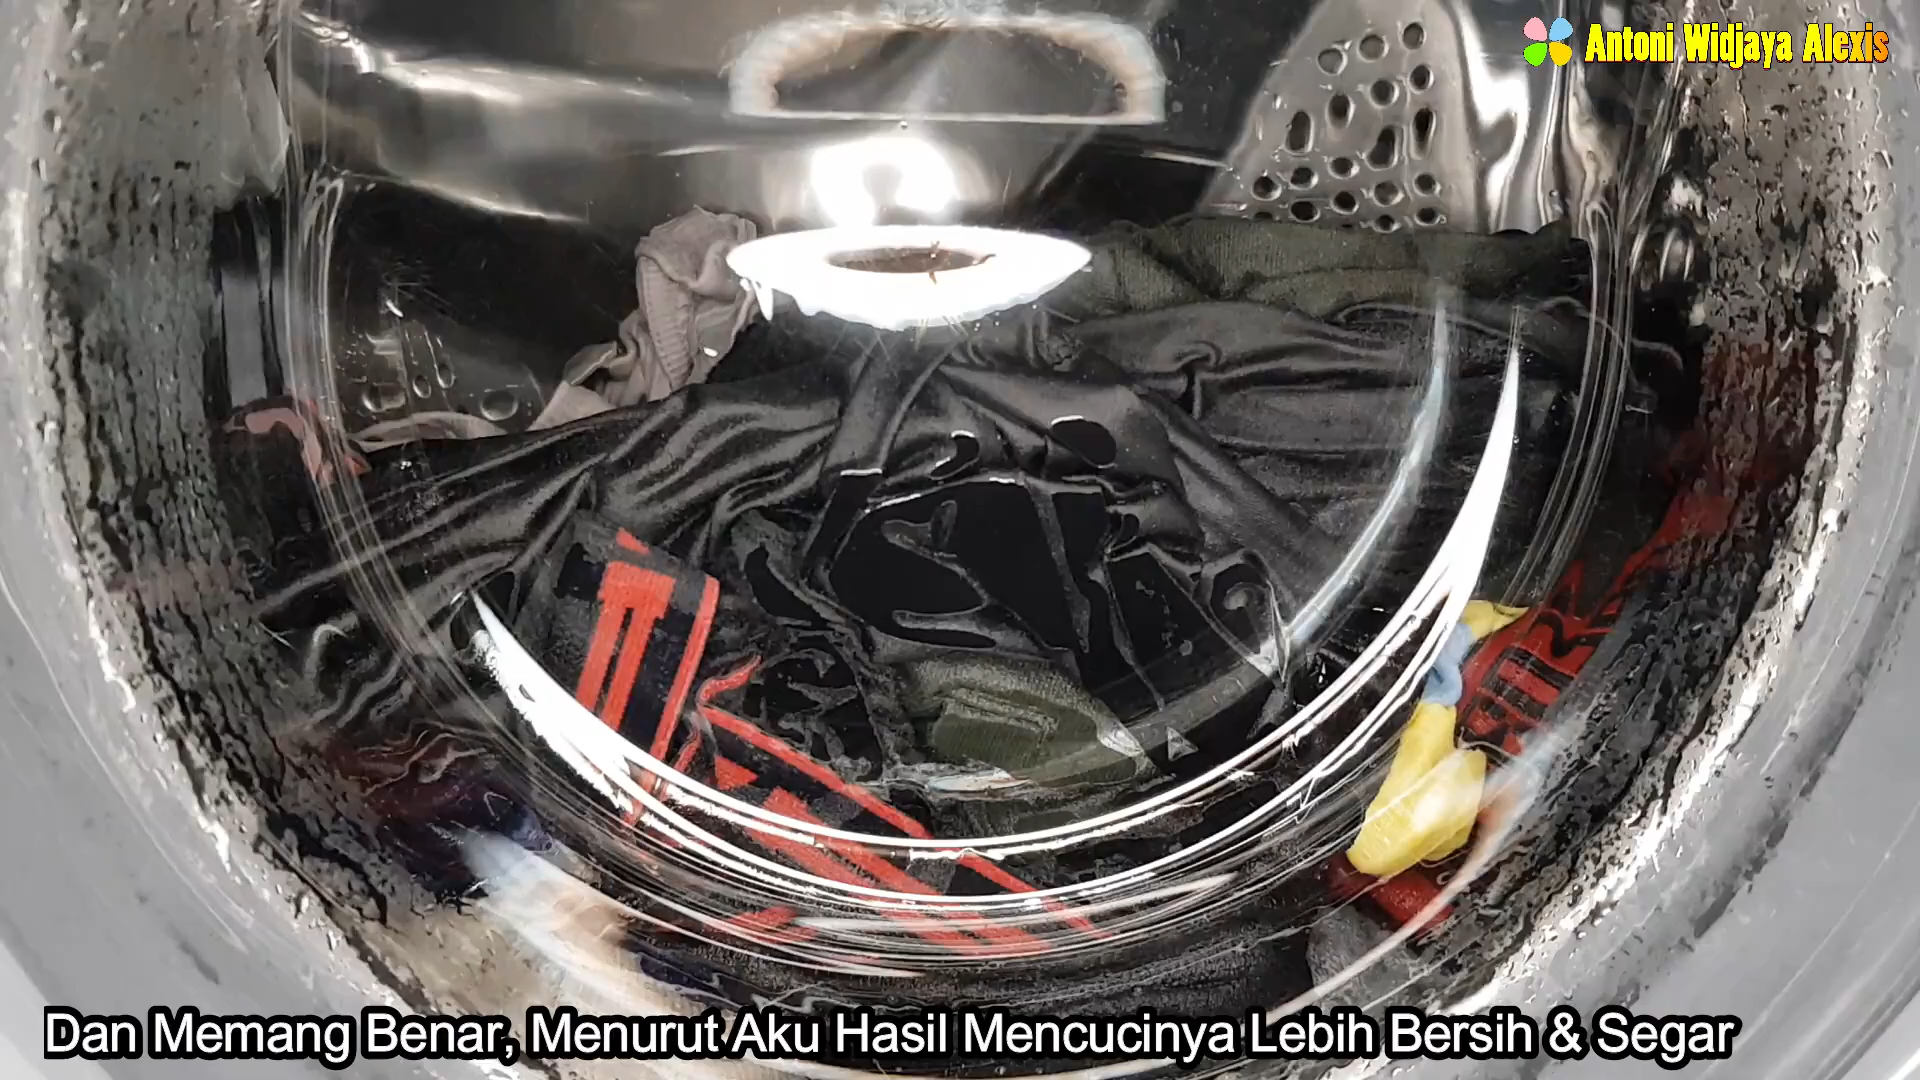 Antoni Widjaya Alexis
Dan Memang Benar, Menurut Aku Hasil Mencucinya Lebih Bersih & Segar